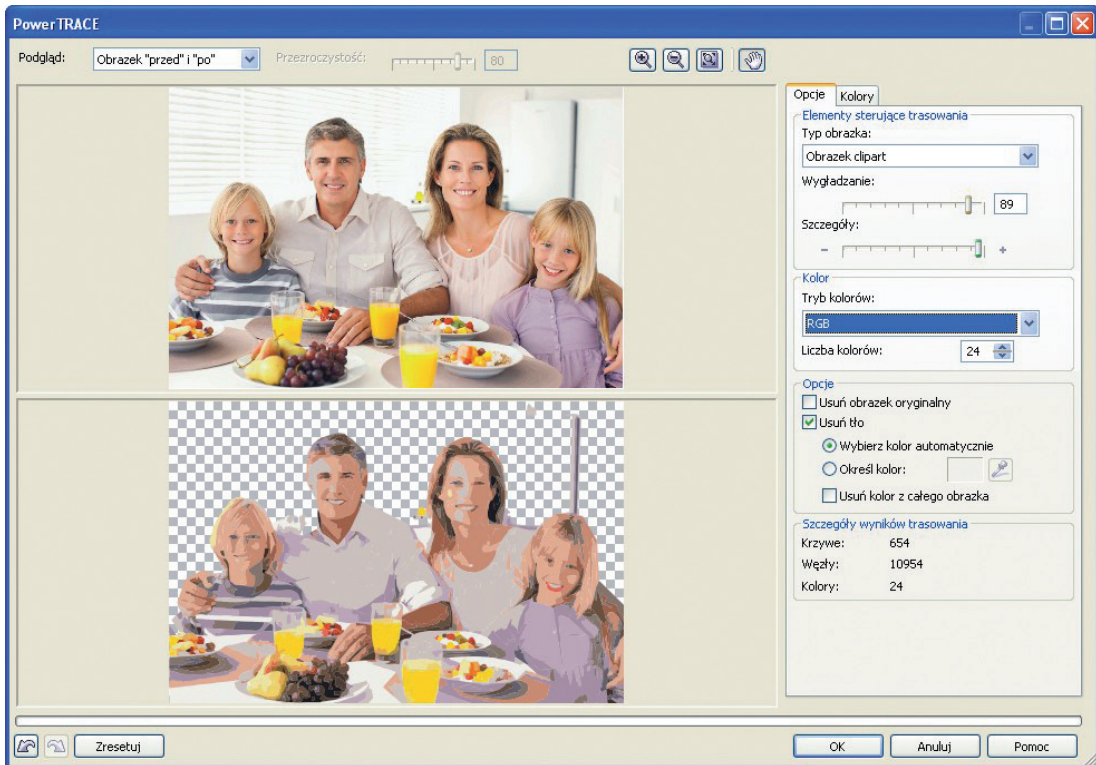 PowerTRACE
Podgląd: Obrazek "przed" i "po" Przezroczystość: 80
Opcje Kolory
Elementy sterujące trasowania
Typ obrazka:
Obrazek clipart
Wygładzanie:
89
Szczegóły:
- +
Kolor
Tryb kolorów:
RGB
Liczba kolorów: 24
Opcje
Usuń obrazek oryginalny
Usuń tło
Wybierz kolor automatycznie
Określ kolor:
Usuń kolor z całego obrazka
Szczegóły wyników trasowania
Krzywe: 654
Węzły: 10954
Kolory: 24
Zresetuj OK Anuluj Pomoc